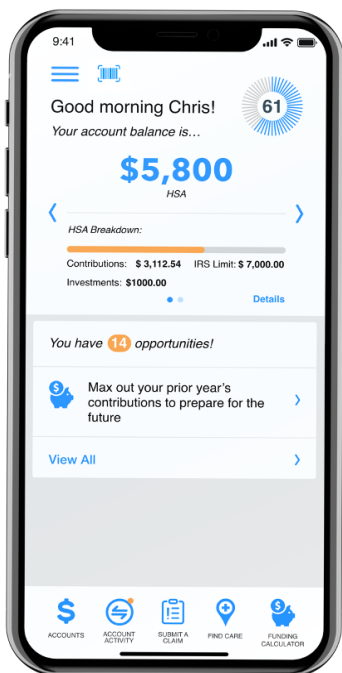 9:41
Good morning Chris!
61
Your account balance is...
$5,800
HSA
HSA Breakdown:
Contributions: $ 3,112.54 IRS Limit: $ 7,000.00
Investments: $1000.00
Details
You have 14 opportunities!
$
Max out your prior year's
contributions to prepare for the
future
View All
$
$
ACCOUNTS
ACCOUNT
ACTIVITY
SUBMIT A
CLAIM
FIND CARE
FUNDING
CALCULATOR